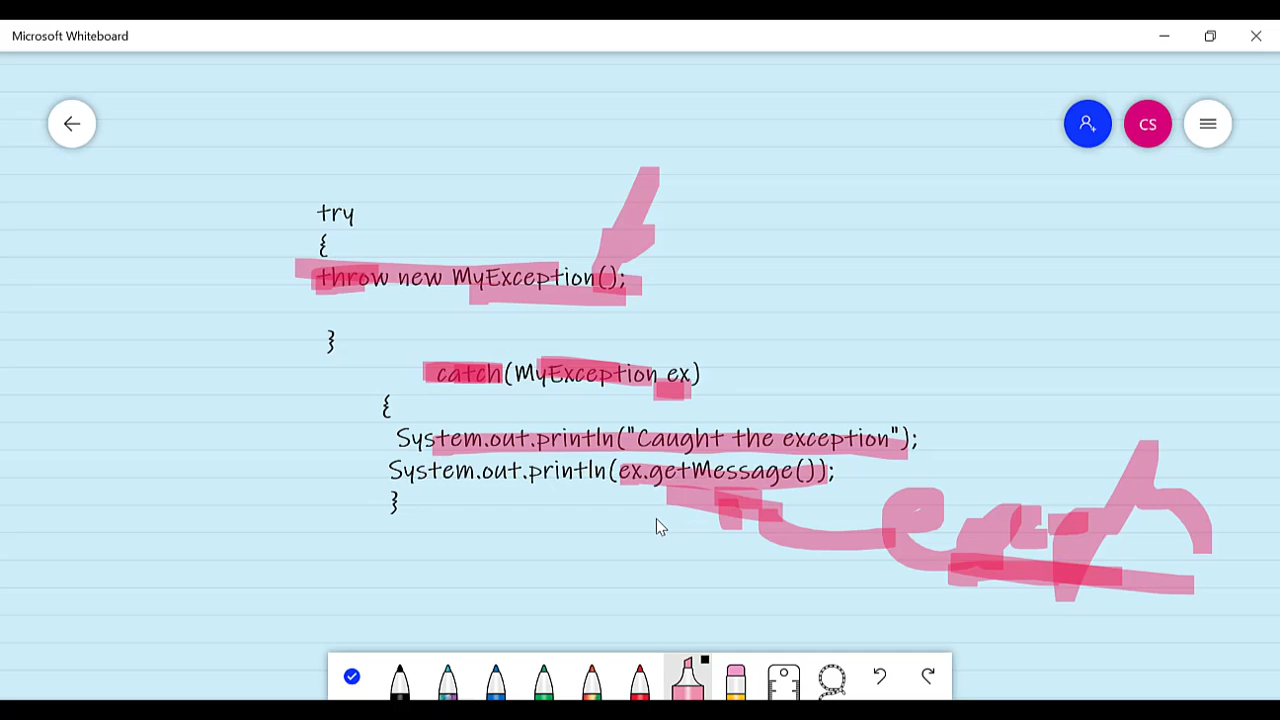 Microsoft Whiteboard
CS
try
{
throw new MyException();
}
catch(MyException ex)
{
System.out.println("Caught the exception");
System.out.println(ex.getMessage());
}